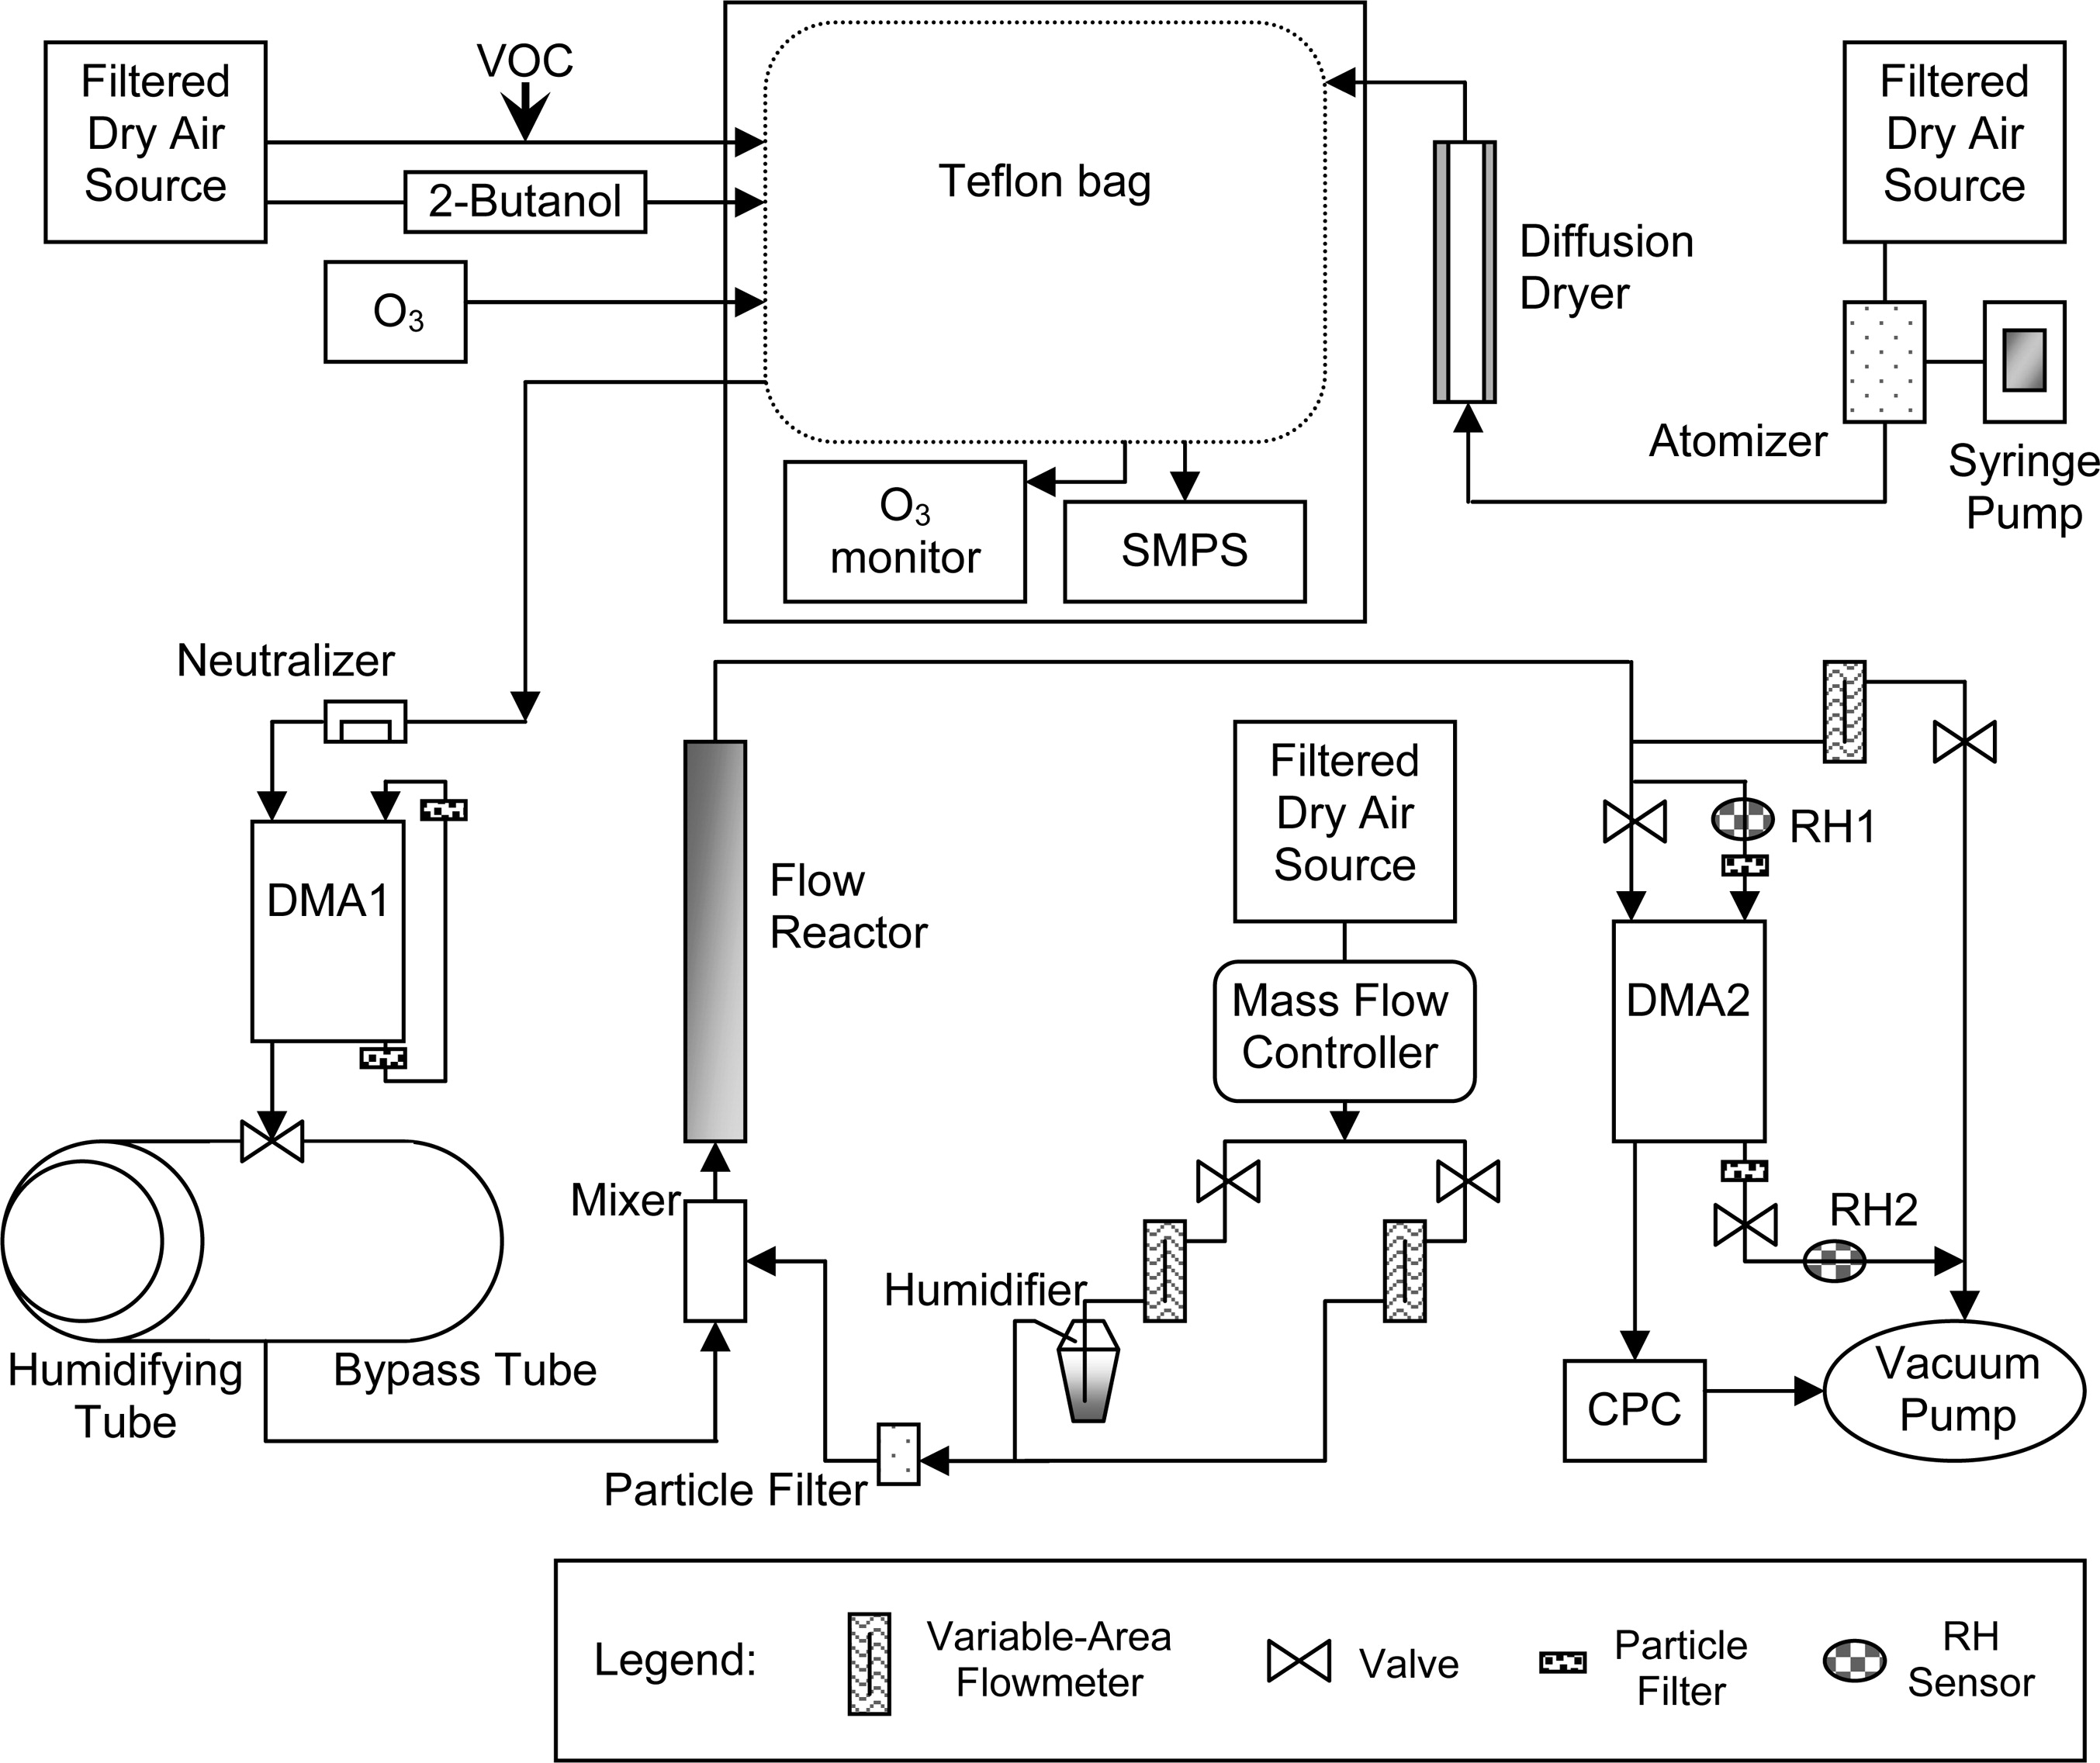 Filtered
Dry Air
Source
VOC
2-Butanol
O₃
Teflon bag
O₃
monitor
SMPS
Diffusion
Dryer
Filtered
Dry Air
Source
Atomizer
Syringe
Pump
Neutralizer
DMA1
Humidifying
Tube
Bypass Tube
Flow
Reactor
Mixer
Particle Filter
Humidifier
Filtered
Dry Air
Source
Mass Flow
Controller
RH1
DMA2
RH2
CPC
Vacuum
Pump
Legend:
Variable-Area
Flowmeter
Valve
Particle
Filter
RH
Sensor